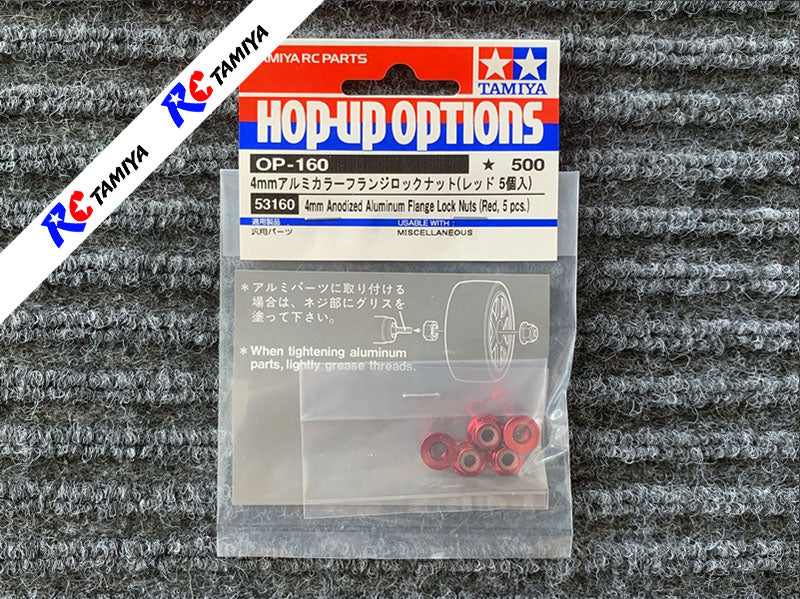 RC TAMIYA
RC TAMIYA
TAMIYA RC PARTS
TAMIYA
HOP-UP OPTIONS
OP-160 ★ 500
4mmアルミカラーフランジロックナット(レッド 5個入)
53160 4mm Anodized Aluminum Flange Lock Nuts (Red, 5 pcs.)
適用製品 USABLE WITH :
汎用パーツ MISCELLANEOUS
*アルミパーツに取り付ける
場合は、ネジ部にグリスを
塗って下さい。
*When tightening aluminum
parts, lightly grease threads.